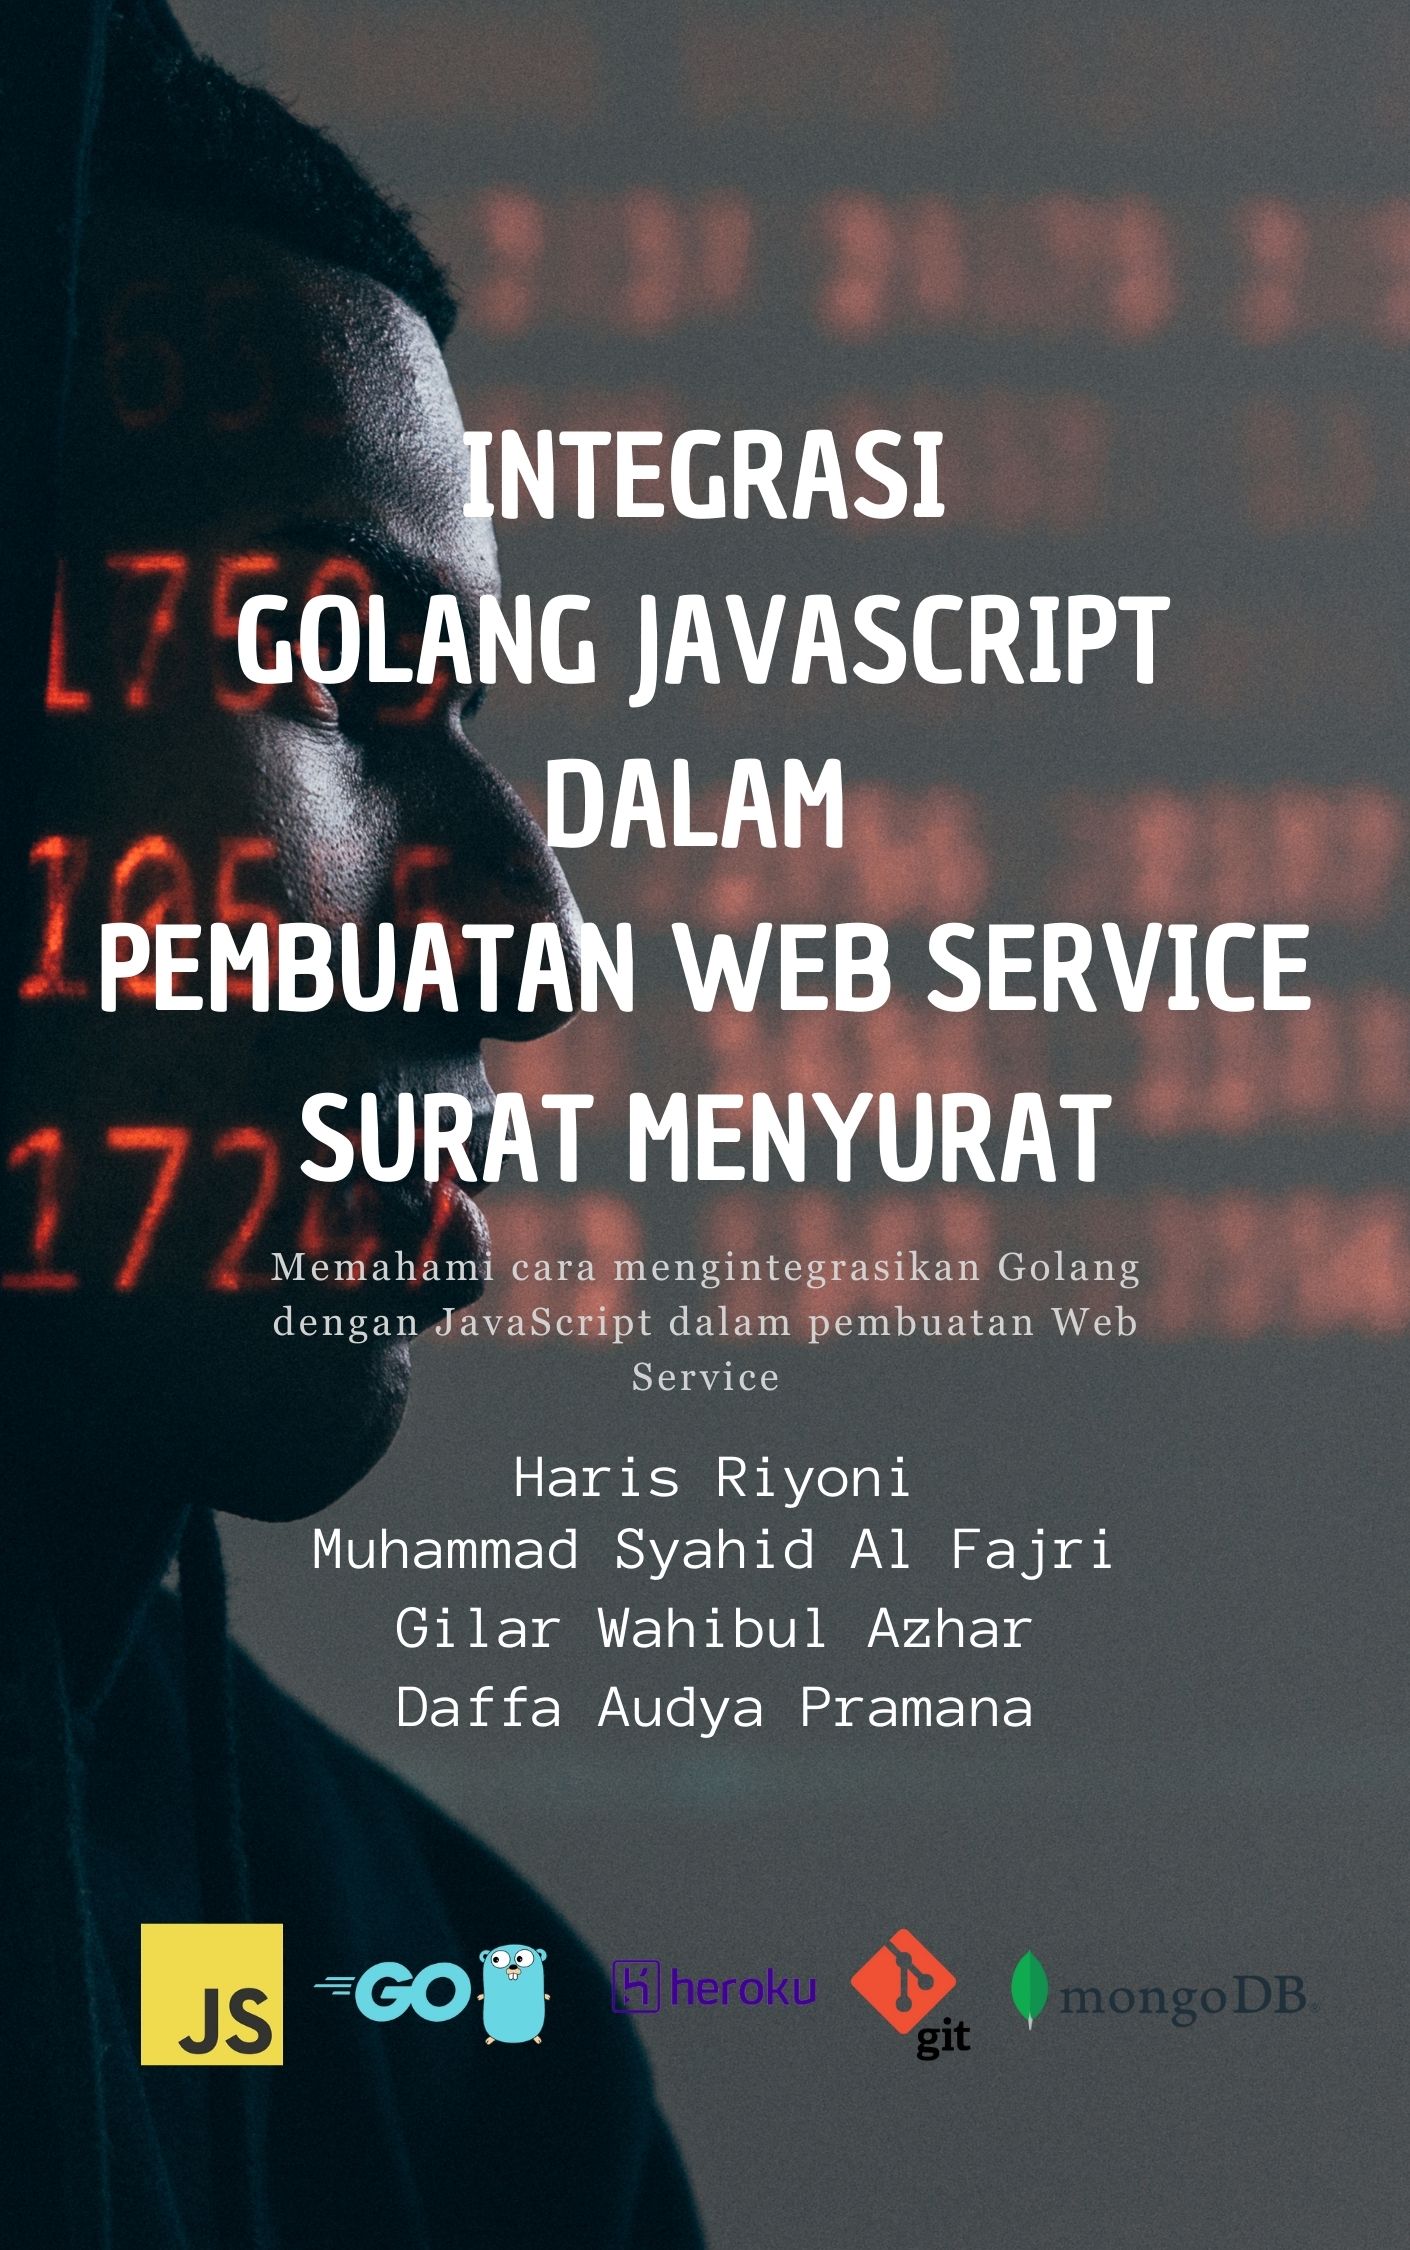 INTEGRASI
GOLANG JAVASCRIPT
DALAM
PEMBUATAN WEB SERVICE
SURAT MENYURAT
Memahami cara mengintegrasikan Golang
dengan JavaScript dalam pembuatan Web
Service
Haris Riyoni
Muhammad Syahid Al Fajri
Gilar Wahibul Azhar
Daffa Audya Pramana
JS GO heroku git mongoDB